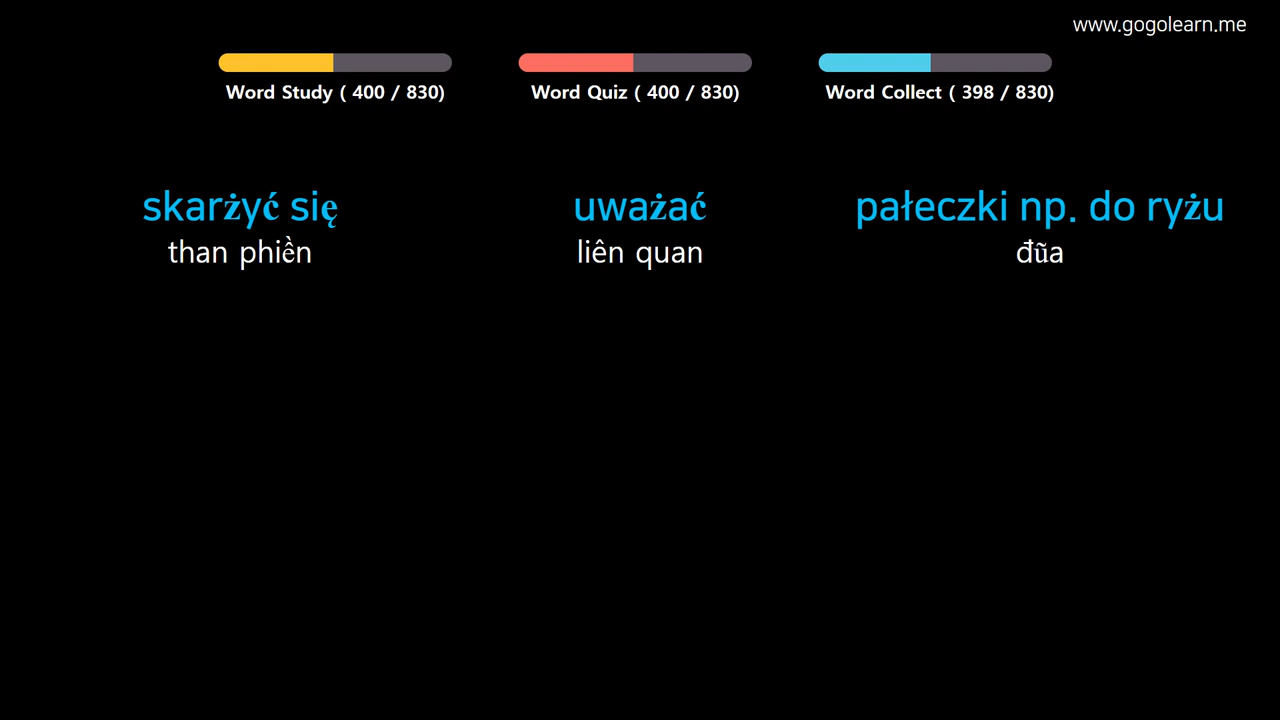 www.gogolearn.me
Word Study ( 400 / 830)
Word Quiz ( 400 / 830)
Word Collect ( 398 / 830)
skarżyć się
than phiền
uważać
liên quan
pałeczki np. do ryżu
đũa